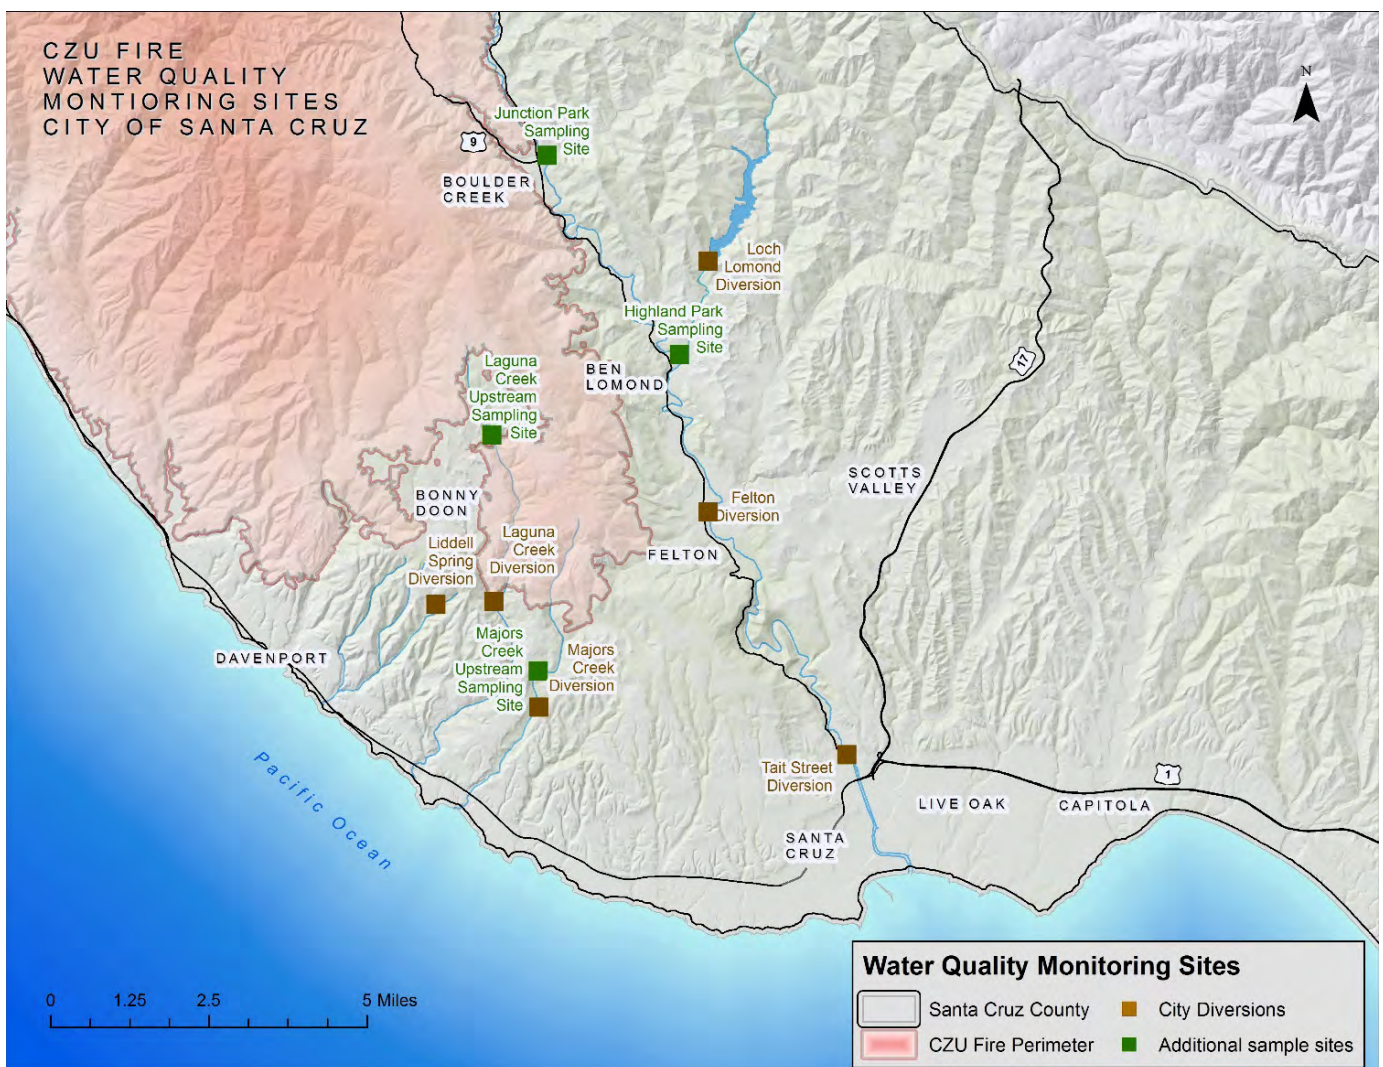 CZU FIRE
WATER QUALITY
MONTIORING SITES
CITY OF SANTA CRUZ
N
Junction Park
Sampling
Site
9
BOULDER
CREEK
Loch
Lomond
Diversion
Highland Park
Sampling
Site
17
Laguna
Creek
Upstream
Sampling
Site
BEN
LOMOND
SCOTTS
VALLEY
BONNY
DOON
Felton
Diversion
Laguna
Creek
Diversion
Liddell
Spring
Diversion
FELTON
Majors
Creek
Upstream
Sampling
Site
Majors
Creek
Diversion
DAVENPORT
Pacific Ocean
Tait Street
Diversion
1
LIVE OAK
CAPITOLA
SANTA
CRUZ
0 1.25 2.5 5 Miles
Water Quality Monitoring Sites
Santa Cruz County
City Diversions
CZU Fire Perimeter
Additional sample sites